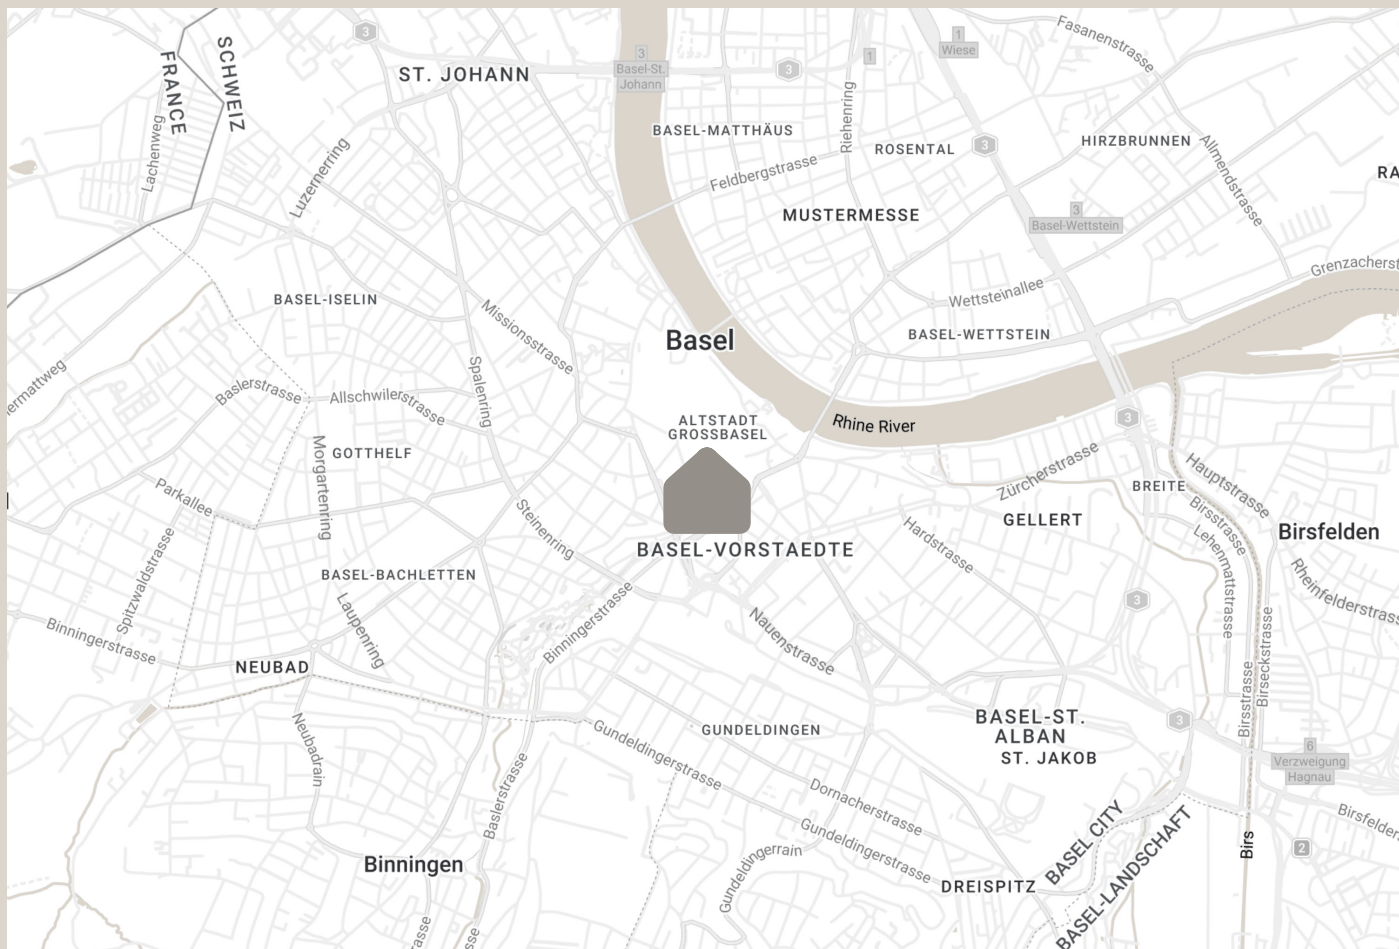 Fasanenstrasse
3
1
Wiese
SCHWEIZ
FRANCE
3
Basel-St.
Johann
1
3
ST. JOHANN
Lachenweg
Riehenring
BASEL-MATTHÄUS
ROSENTAL
3
HIRZBRUNNEN
Allmendstrasse
Luzernerring
Feldbergstrasse
RA
MUSTERMESSE
3
Basel-Wettstein
Grenzacherst
BASEL-ISELIN
Wettsteinallee
Missionsstrasse
Basel
BASEL-WETTSTEIN
ermattweg
Baslerstrasse
Allschwilerstrasse
Spalenring
ALTSTADT
GROSSBASEL
Rhine River
3
Morgartenring
GOTTHELF
Zürcherstrasse
Hauptstrasse
BREITE
Parkallee
Steinenring
GELLERT
Hardstrasse
Birsstrasse
Birsfelden
BASEL-VORSTAEDTE
Lehenmattstrasse
Rheinfelderstrass
BASEL-BACHLETTEN
Spitzwaldstrasse
Laupenring
Binningerstrasse
3
Binningerstrasse
Nauenstrasse
Birseckstrasse
NEUBAD
Birsstrasse
BASEL-ST.
ALBAN
3
GUNDELDINGEN
ST. JAKOB
6
Verzweigung
Hagnau
Neubadrain
Gundeldingerstrasse
Baslerstrasse
Dornacherstrasse
Birsfelder
BASEL CITY
Birs
2
Gundeldingerrain
Gundeldingerstrasse
Binningen
BASEL-LANDSCHAFT
DREISPITZ
trasse
sse